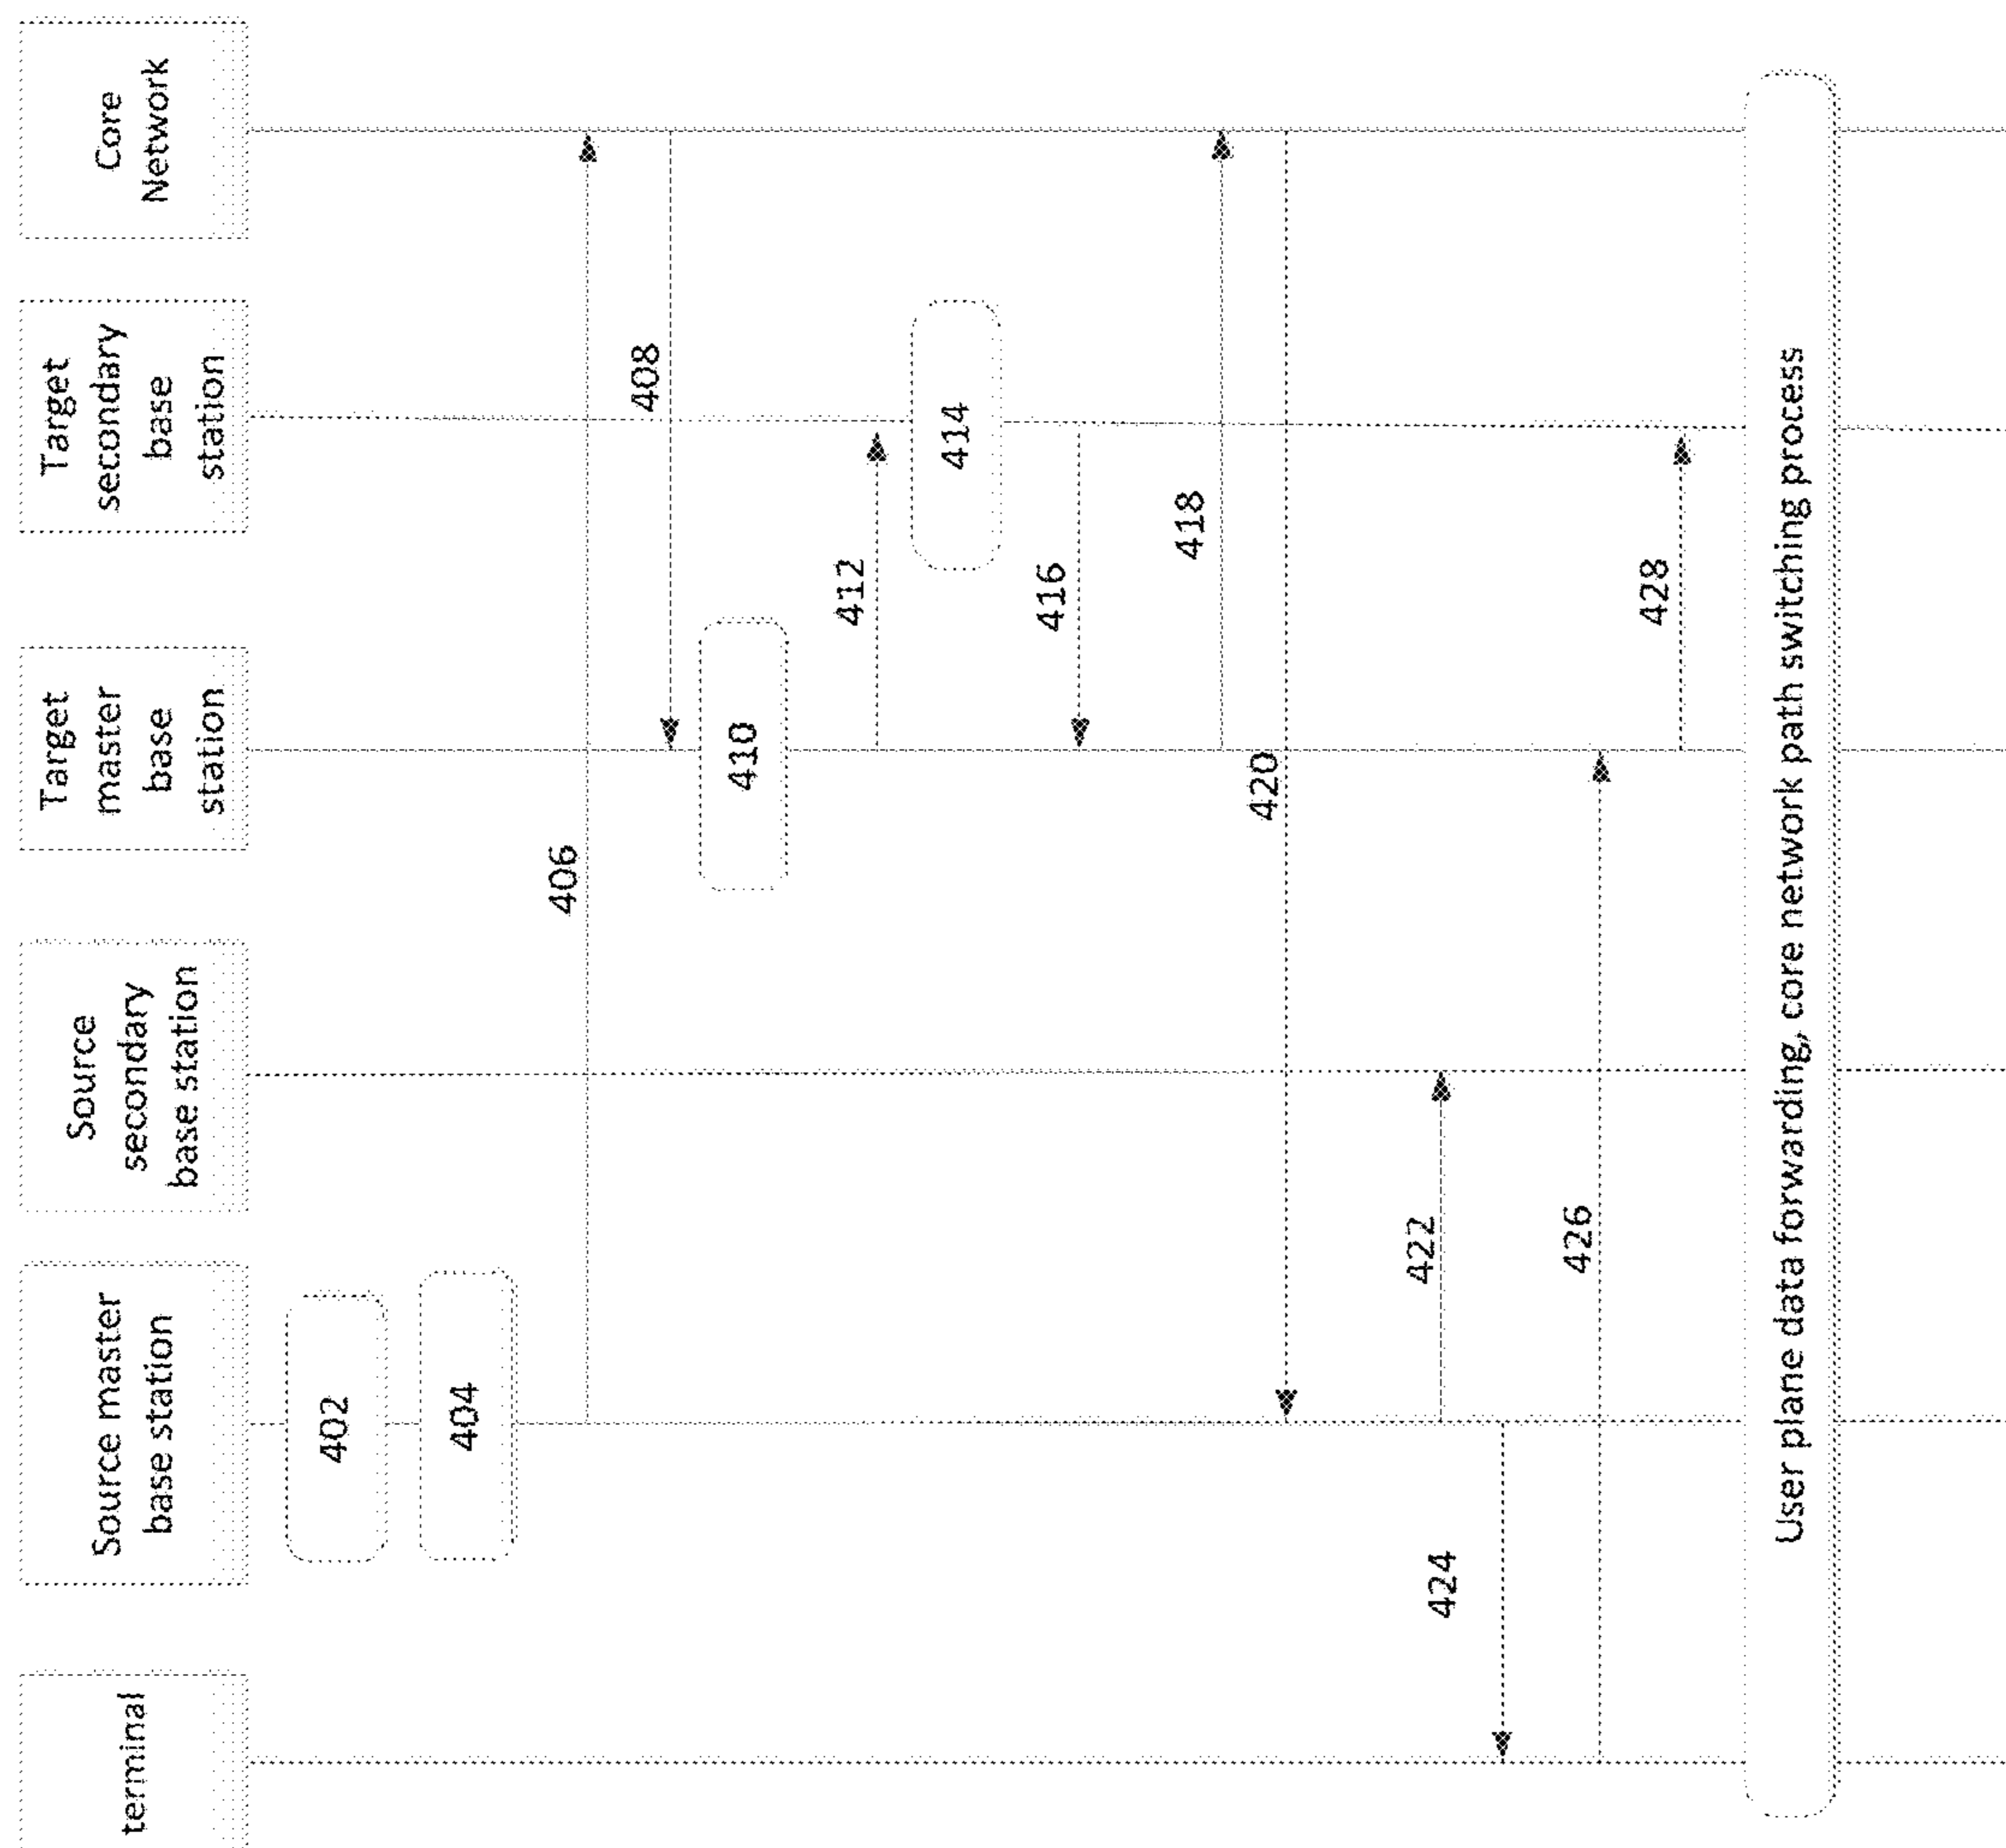 terminal
Source master
base station
Source
secondary
base station
Target
master
base
station
Target
secondary
base
station
Core
Network
402
404
406
408
410
412
414
416
418
420
422
424
426
428
User plane data forwarding, core network path switching process